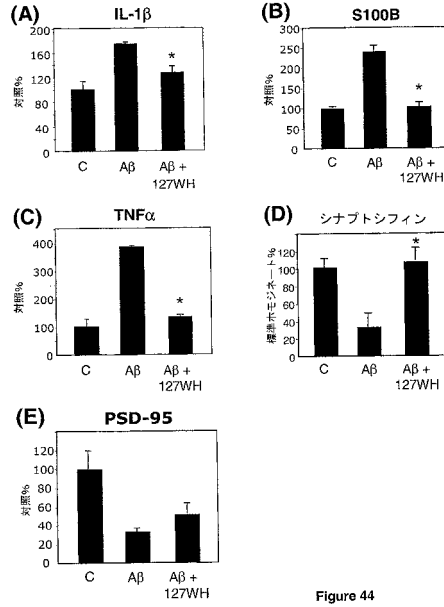 (A) IL-1β
200
160
120
80
40
0
対照%
C Aβ Aβ +
127WH
(B) S100B
300
250
200
150
100
50
0
対照%
*
C Aβ Aβ +
127WH
(C) TNFα
400
300
200
100
0
対照%
*
C Aβ Aβ +
127WH
(D) シナプトシフィン
120
100
80
60
40
20
0
標準ホモジネート%
*
C Aβ Aβ +
127WH
(E) PSD-95
120
100
80
60
40
20
0
対照%
C Aβ Aβ +
127WH
Figure 44